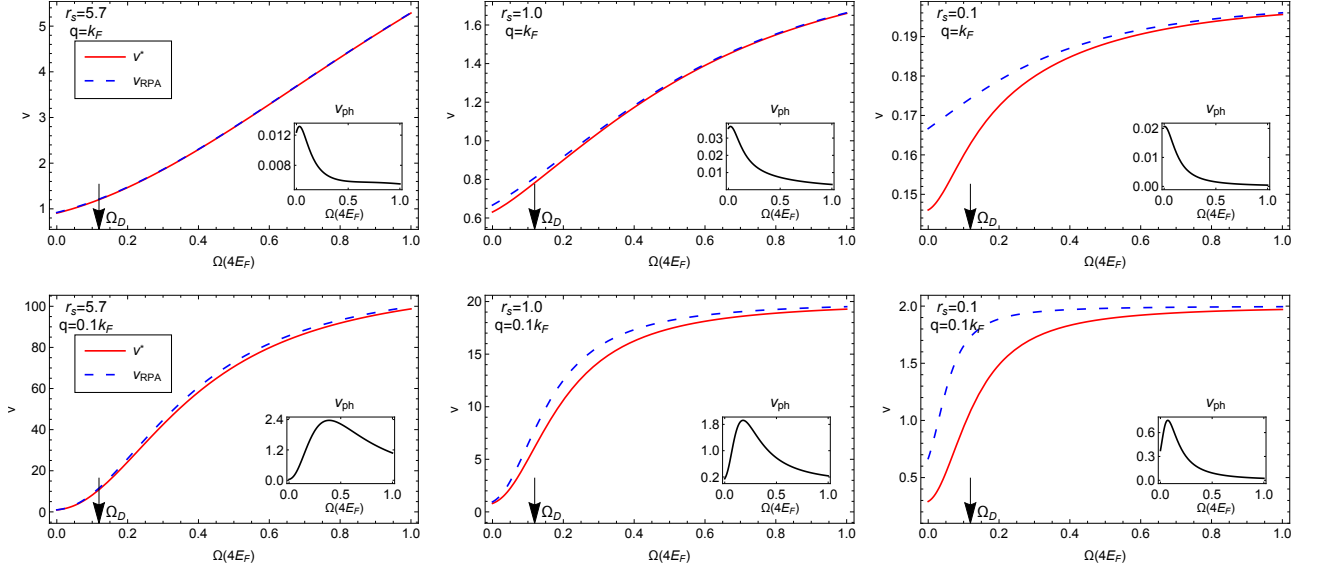 r_s=5.7
q=k_F
v*
v_RPA
v
5
4
3
2
1
v_ph
0.012
0.008
0.0 0.5 1.0
Ω(4E_F)
Ω_D
0.0 0.2 0.4 0.6 0.8 1.0
Ω(4E_F)
r_s=1.0
q=k_F
1.6
1.4
1.2
1.0
0.8
0.6
v_ph
0.03
0.02
0.01
0.0 0.5 1.0
Ω(4E_F)
Ω_D
0.0 0.2 0.4 0.6 0.8 1.0
Ω(4E_F)
r_s=0.1
q=k_F
v
0.19
0.18
0.17
0.16
0.15
v_ph
0.02
0.01
0.00
0.0 0.5 1.0
Ω(4E_F)
Ω_D
0.0 0.2 0.4 0.6 0.8 1.0
Ω(4E_F)
r_s=5.7
q=0.1k_F
v*
v_RPA
v
100
80
60
40
20
0
v_ph
2.4
1.2
0.0
0.0 0.5 1.0
Ω(4E_F)
Ω_D
0.0 0.2 0.4 0.6 0.8 1.0
Ω(4E_F)
r_s=1.0
q=0.1k_F
v
20
15
10
5
0
v_ph
1.8
1.0
0.2
0.0 0.5 1.0
Ω(4E_F)
Ω_D
0.0 0.2 0.4 0.6 0.8 1.0
Ω(4E_F)
r_s=0.1
q=0.1k_F
v
2.0
1.5
1.0
0.5
0.0
v_ph
0.6
0.3
0.0
0.0 0.5 1.0
Ω(4E_F)
Ω_D
0.0 0.2 0.4 0.6 0.8 1.0
Ω(4E_F)